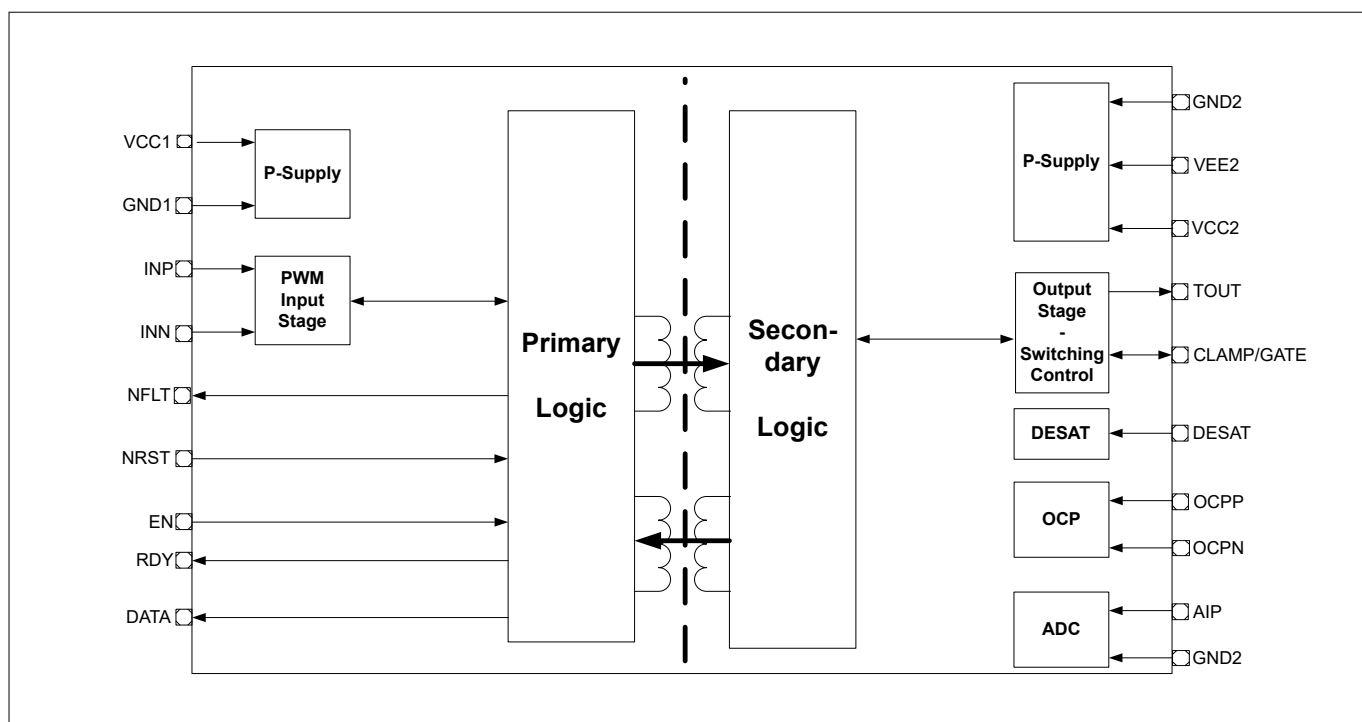 VCC1
GND1
INP
INN
NFLT
NRST
EN
RDY
DATA
P-Supply
PWM
Input
Stage
Primary
Logic
Secon-
dary
Logic
P-Supply
Output
Stage
-
Switching
Control
DESAT
OCP
ADC
GND2
VEE2
VCC2
TOUT
CLAMP/GATE
DESAT
OCPP
OCPN
AIP
GND2